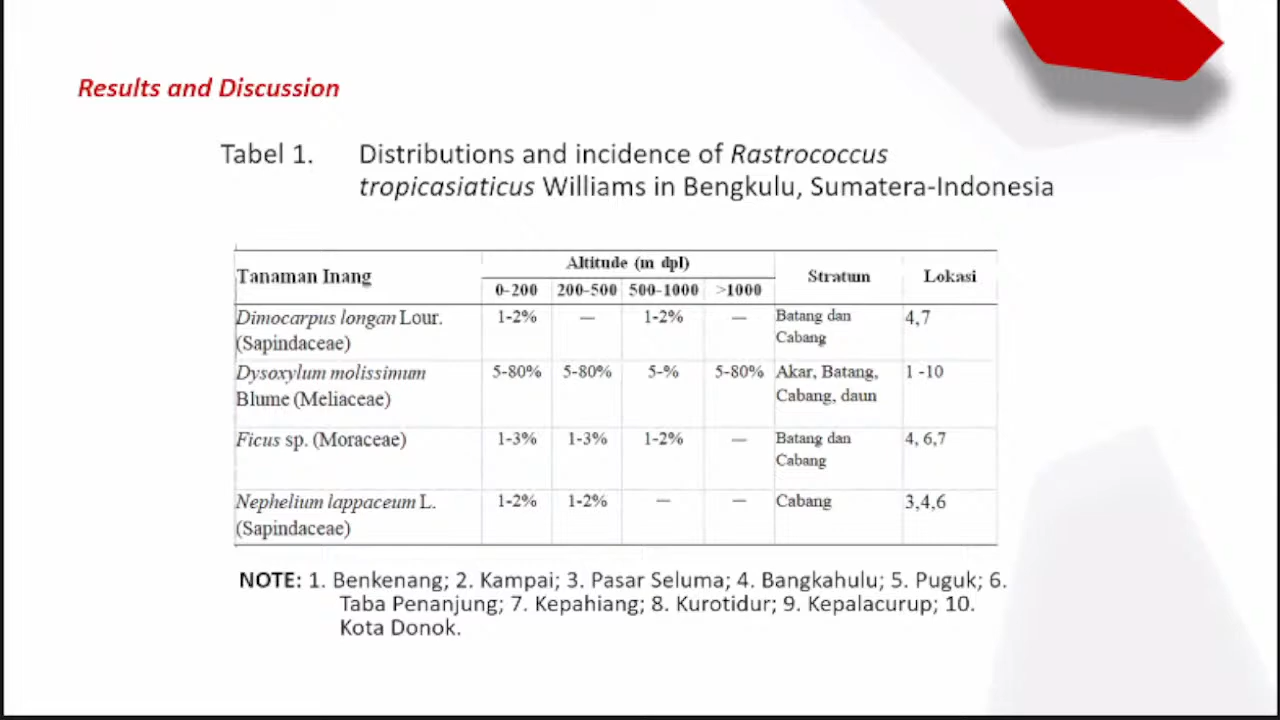 Results and Discussion
Tabel 1. Distributions and incidence of Rastrococcus
tropicasiaticus Williams in Bengkulu, Sumatera-Indonesia
Tanaman Inang Altitude (m dpl) Stratum Lokasi
0-200 200-500 500-1000 >1000
Dimocarpus longan Lour. 1-2% — 1-2% — Batang dan 4,7
(Sapindaceae) Cabang
Dysoxylum molissimum 5-80% 5-80% 5-% 5-80% Akar, Batang, 1 -10
Blume (Meliaceae) Cabang, daun
Ficus sp. (Moraceae) 1-3% 1-3% 1-2% — Batang dan 4, 6,7
Cabang
Nephelium lappaceum L. 1-2% 1-2% — — Cabang 3,4,6
(Sapindaceae)
NOTE: 1. Benkenang; 2. Kampai; 3. Pasar Seluma; 4. Bangkahulu; 5. Puguk; 6.
Taba Penanjung; 7. Kepahiang; 8. Kurotidur; 9. Kepalacurup; 10.
Kota Donok.